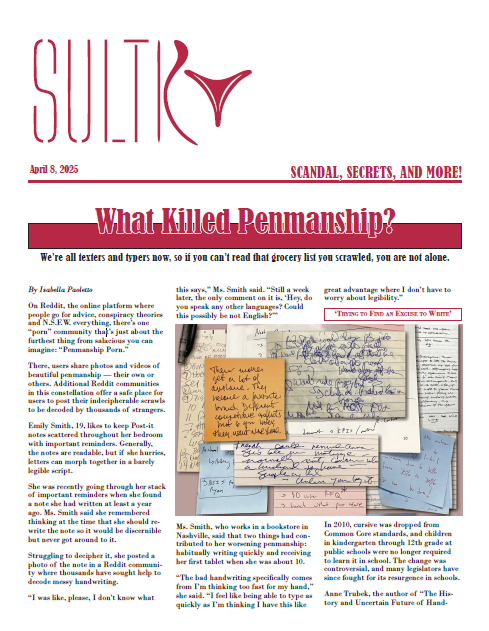 SULTRY
April 8, 2025
SCANDAL, SECRETS, AND MORE!
What Killed Penmanship?
We're all texters and typers now, so if you can't read that grocery list you scrawled, you are not alone.
By Isabella Paoletto
On Reddit, the online platform where
people go for advice, conspiracy theories
and N.S.F.W. everything, there's one
"porn" community that's just about the
furthest thing from salacious you can
imagine: "Penmanship Porn."
There, users share photos and videos of
beautiful penmanship — their own or
others. Additional Reddit communities
in this constellation offer a safe place for
users to post their indecipherable scrawls
to be decoded by thousands of strangers.
Emily Smith, 19, likes to keep Post-it
notes scattered throughout her bedroom
with important reminders. Generally,
the notes are readable, but if she hurries,
letters can morph together in a barely
legible script.
She was recently going through her stack
of important reminders when she found
a note she had written at least a year
ago. Ms. Smith said she remembered
thinking at the time that she should re-
write the note so it would be discernible
but never got around to it.
Struggling to decipher it, she posted a
photo of the note in a Reddit communi-
ty where thousands have sought help to
decode messy handwriting.
"I was like, please, I don't know what
this says," Ms. Smith said. "Still a week
later, the only comment on it is, 'Hey, do
you speak any other languages? Could
this possibly be not English?'"
great advantage where I don't have to
worry about legibility."
'Trying to Find an Excise to Write'
Ms. Smith, who works in a bookstore in
Nashville, said that two things had con-
tributed to her worsening penmanship:
habitually writing quickly and receiving
her first tablet when she was about 10.
"The bad handwriting specifically comes
from I'm thinking too fast for my hand,"
she said. "I feel like being able to type as
quickly as I'm thinking I have this like
In 2010, cursive was dropped from
Common Core standards, and children
in kindergarten through 12th grade at
public schools were no longer required
to learn it in school. The change was
controversial, and many legislators have
since fought for its resurgence in schools.
Anne Trubek, the author of "The His-
tory and Uncertain Future of Hand-